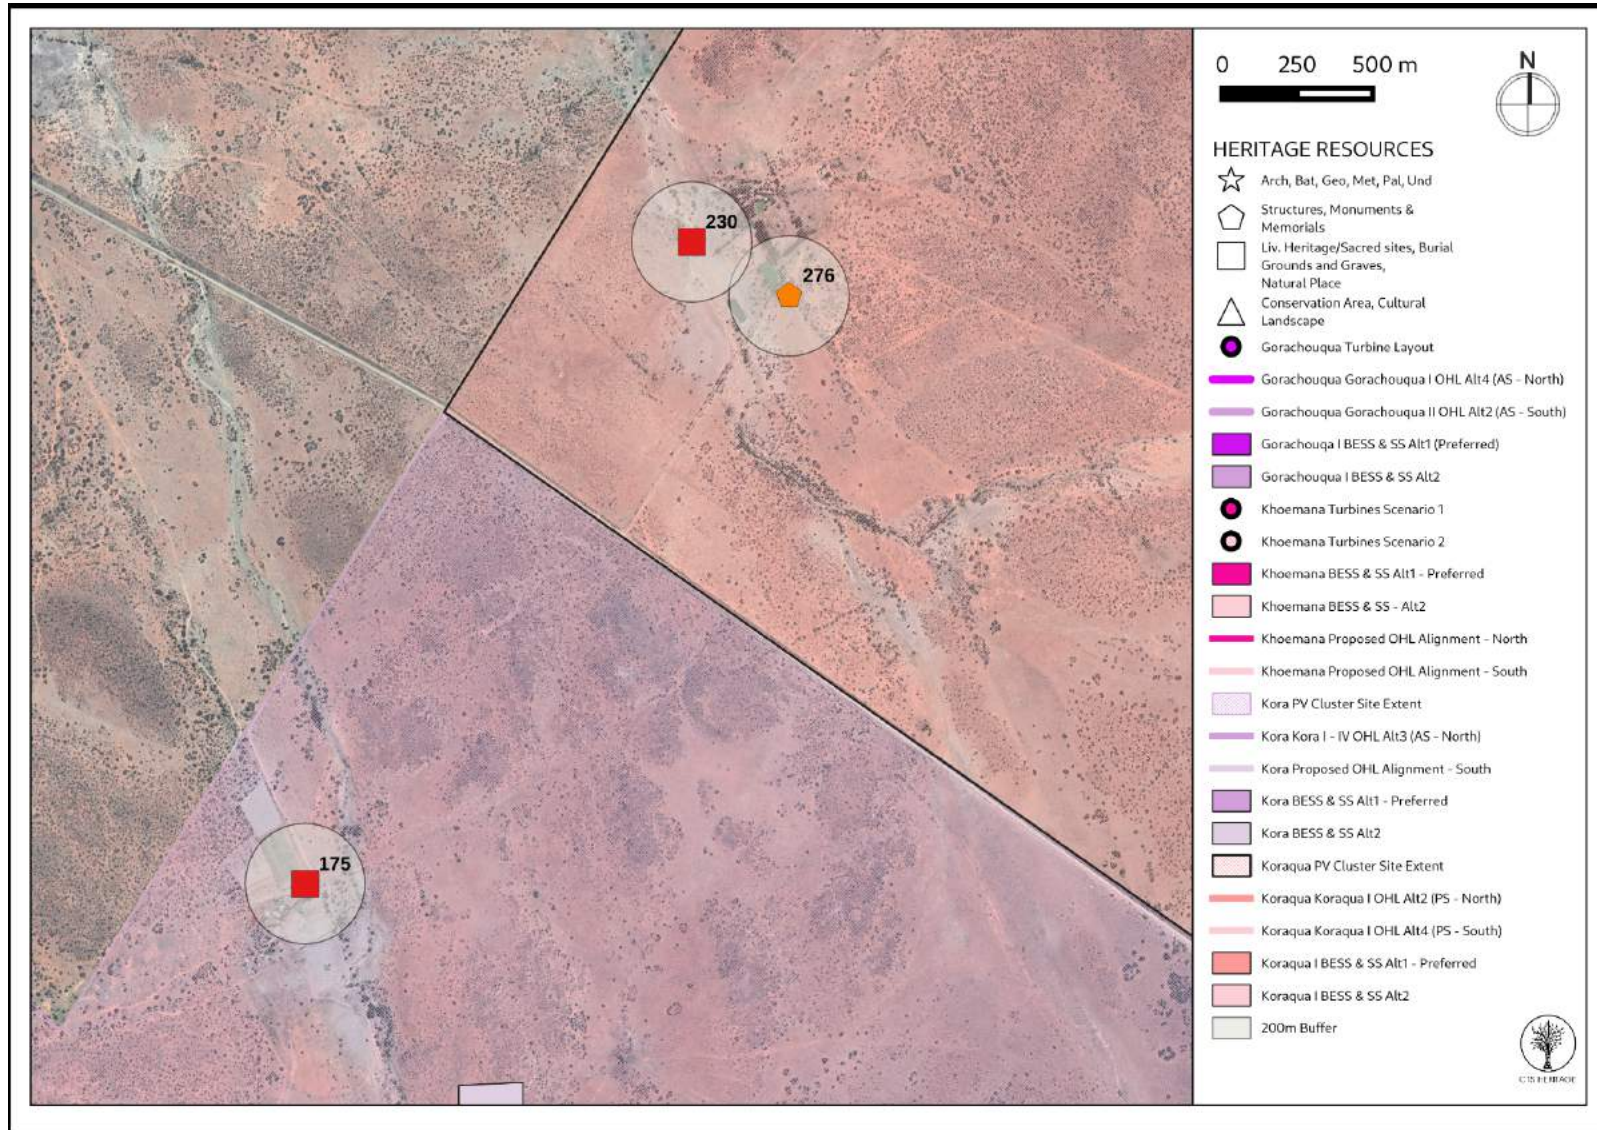 230
276
175
0 250 500 m
N
HERITAGE RESOURCES
Arch, Bat, Geo, Met, Pal, Und
Structures, Monuments &
Memorials
Liv. Heritage/Sacred sites, Burial
Grounds and Graves,
Natural Place
Conservation Area, Cultural
Landscape
Gorachouqua Turbine Layout
Gorachouqua Gorachouqua I OHL Alt4 (AS - North)
Gorachouqua Gorachouqua II OHL Alt2 (AS - South)
Gorachouqa I BESS & SS Alt1 (Preferred)
Gorachouqua I BESS & SS Alt2
Khoemana Turbines Scenario 1
Khoemana Turbines Scenario 2
Khoemana BESS & SS Alt1 - Preferred
Khoemana BESS & SS - Alt2
Khoemana Proposed OHL Alignment - North
Khoemana Proposed OHL Alignment - South
Kora PV Cluster Site Extent
Kora Kora I - IV OHL Alt3 (AS - North)
Kora Proposed OHL Alignment - South
Kora BESS & SS Alt1 - Preferred
Kora BESS & SS Alt2
Koraqua PV Cluster Site Extent
Koraqua Koraqua I OHL Alt2 (PS - North)
Koraqua Koraqua I OHL Alt4 (PS - South)
Koraqua I BESS & SS Alt1 - Preferred
Koraqua I BESS & SS Alt2
200m Buffer
CTS HERITAGE